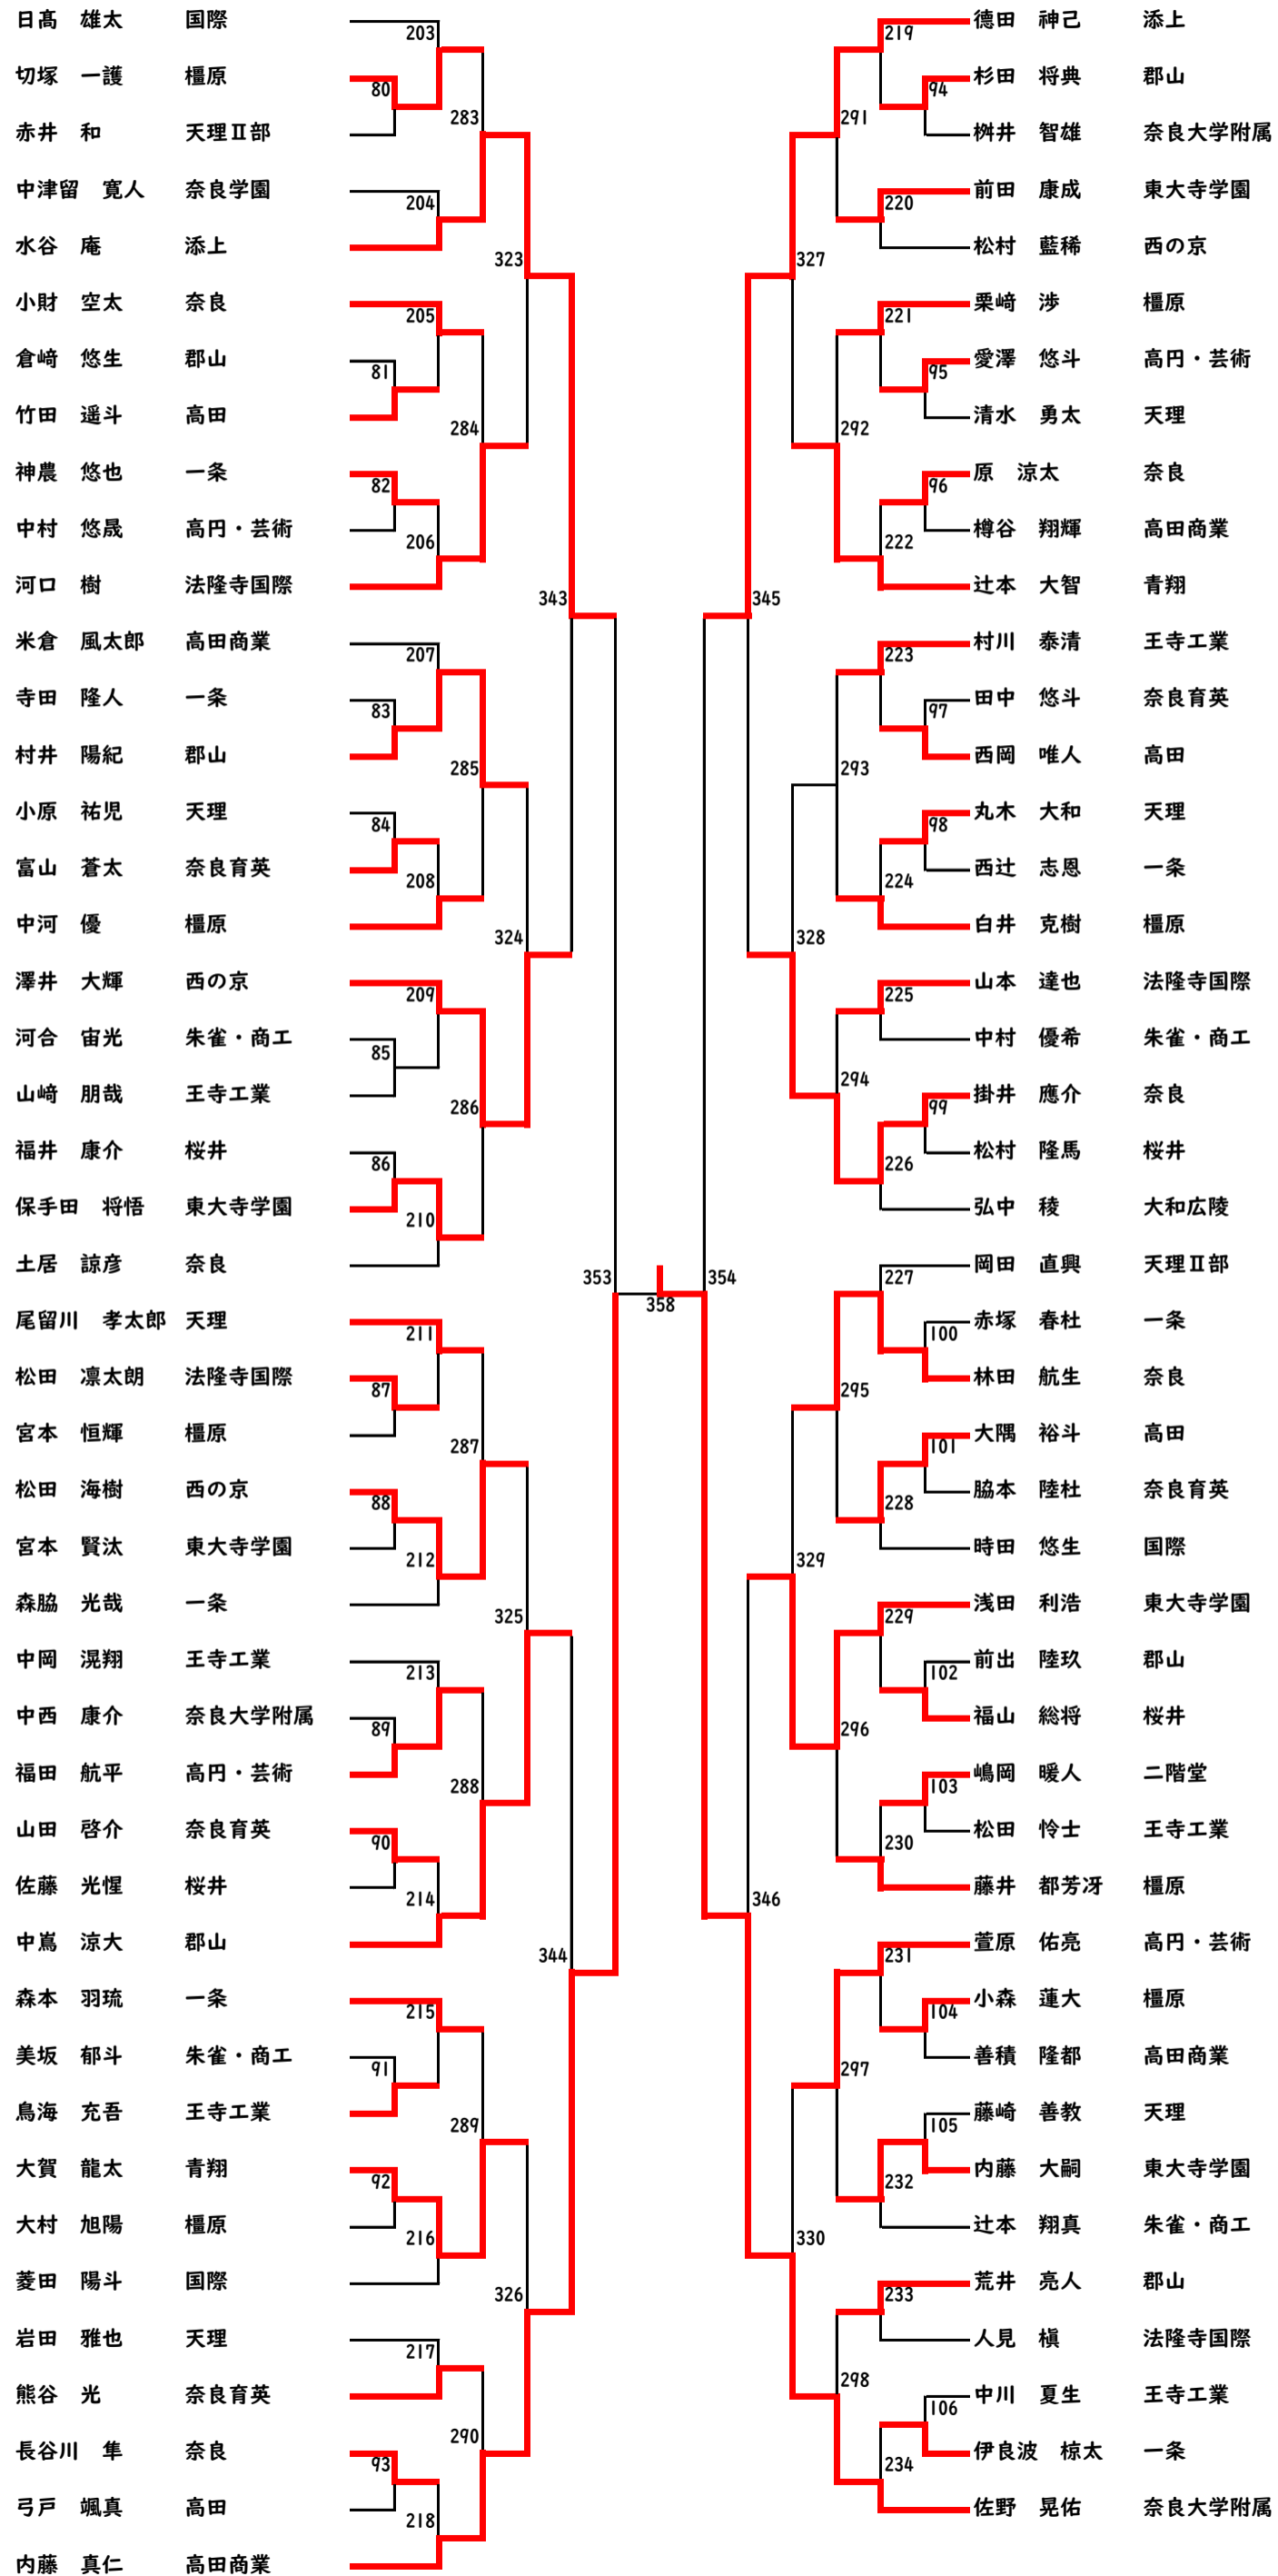 日髙　雄太　国際
203
切塚　一護　橿原
80
赤井　和　天理Ⅱ部
283
中津留　寛人　奈良学園
204
水谷　庵　添上
323
小財　空太　奈良
205
倉﨑　悠生　郡山
81
竹田　遥斗　高田
284
神農　悠也　一条
82
中村　悠晟　高円・芸術
206
河口　樹　法隆寺国際
343
米倉　風太郎　高田商業
207
寺田　隆人　一条
83
村井　陽紀　郡山
285
小原　祐児　天理
84
富山　蒼太　奈良育英
208
中河　優　橿原
324
澤井　大輝　西の京
209
河合　宙光　朱雀・商工
85
山﨑　朋哉　王寺工業
286
福井　康介　桜井
86
保手田　将悟　東大寺学園
210
土居　諒彦　奈良
353
尾留川　孝太郎　天理
211
松田　凛太朗　法隆寺国際
87
宮本　恒輝　橿原
287
松田　海樹　西の京
88
宮本　賢汰　東大寺学園
212
森脇　光哉　一条
325
中岡　滉翔　王寺工業
213
中西　康介　奈良大学附属
89
福田　航平　高円・芸術
288
山田　啓介　奈良育英
90
佐藤　光惺　桜井
214
中嶌　涼大　郡山
344
森本　羽琉　一条
215
美坂　郁斗　朱雀・商工
91
鳥海　充吾　王寺工業
289
大賀　龍太　青翔
92
大村　旭陽　橿原
216
菱田　陽斗　国際
326
岩田　雅也　天理
217
熊谷　光　奈良育英
290
長谷川　隼　奈良
93
弓戸　颯真　高田
218
内藤　真仁　高田商業
358
德田　神己　添上
219
杉田　将典　郡山
94
桝井　智雄　奈良大学附属
291
前田　康成　東大寺学園
220
松村　藍稀　西の京
327
栗﨑　渉　橿原
221
愛澤　悠斗　高円・芸術
95
清水　勇太　天理
292
原　涼太　奈良
96
樽谷　翔輝　高田商業
222
辻本　大智　青翔
345
村川　泰清　王寺工業
223
田中　悠斗　奈良育英
97
西岡　唯人　高田
293
丸木　大和　天理
98
西辻　志恩　一条
224
白井　克樹　橿原
328
山本　達也　法隆寺国際
225
中村　優希　朱雀・商工
294
掛井　應介　奈良
99
松村　隆馬　桜井
226
弘中　稜　大和広陵
354
岡田　直興　天理Ⅱ部
227
赤塚　春杜　一条
100
林田　航生　奈良
295
大隅　裕斗　高田
101
脇本　陸杜　奈良育英
228
時田　悠生　国際
329
浅田　利浩　東大寺学園
229
前出　陸玖　郡山
102
福山　総将　桜井
296
嶋岡　暖人　二階堂
103
松田　怜士　王寺工業
230
藤井　都芳冴　橿原
346
萱原　佑亮　高円・芸術
231
小森　蓮大　橿原
104
善積　隆都　高田商業
297
藤崎　善教　天理
105
内藤　大嗣　東大寺学園
232
辻本　翔真　朱雀・商工
330
荒井　亮人　郡山
233
人見　槙　法隆寺国際
298
中川　夏生　王寺工業
106
伊良波　椋太　一条
234
佐野　晃佑　奈良大学附属